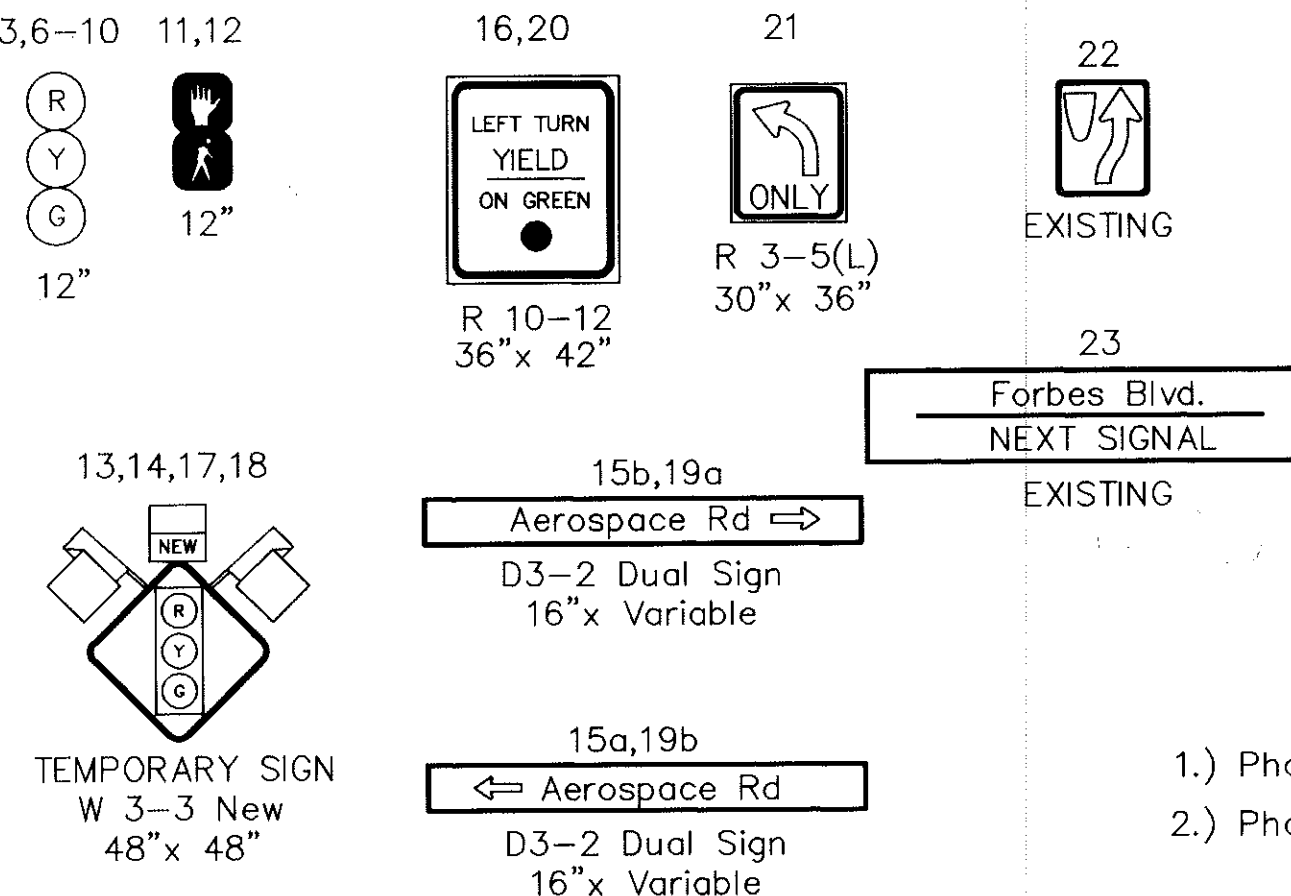 3,6-10 11,12 16,20 21
22
R
Y
G
12"
12"
LEFT TURN
YIELD
ON GREEN
R 10-12
36"x 42"
ONLY
R 3-5(L)
30"x 36"
EXISTING
23
Forbes Blvd.
NEXT SIGNAL
EXISTING
13,14,17,18
NEW
R
Y
G
TEMPORARY SIGN
W 3-3 New
48"x 48"
15b,19a
Aerospace Rd ⇨
D3-2 Dual Sign
16"x Variable
15a,19b
⇦ Aerospace Rd
D3-2 Dual Sign
16"x Variable
1.)
2.)